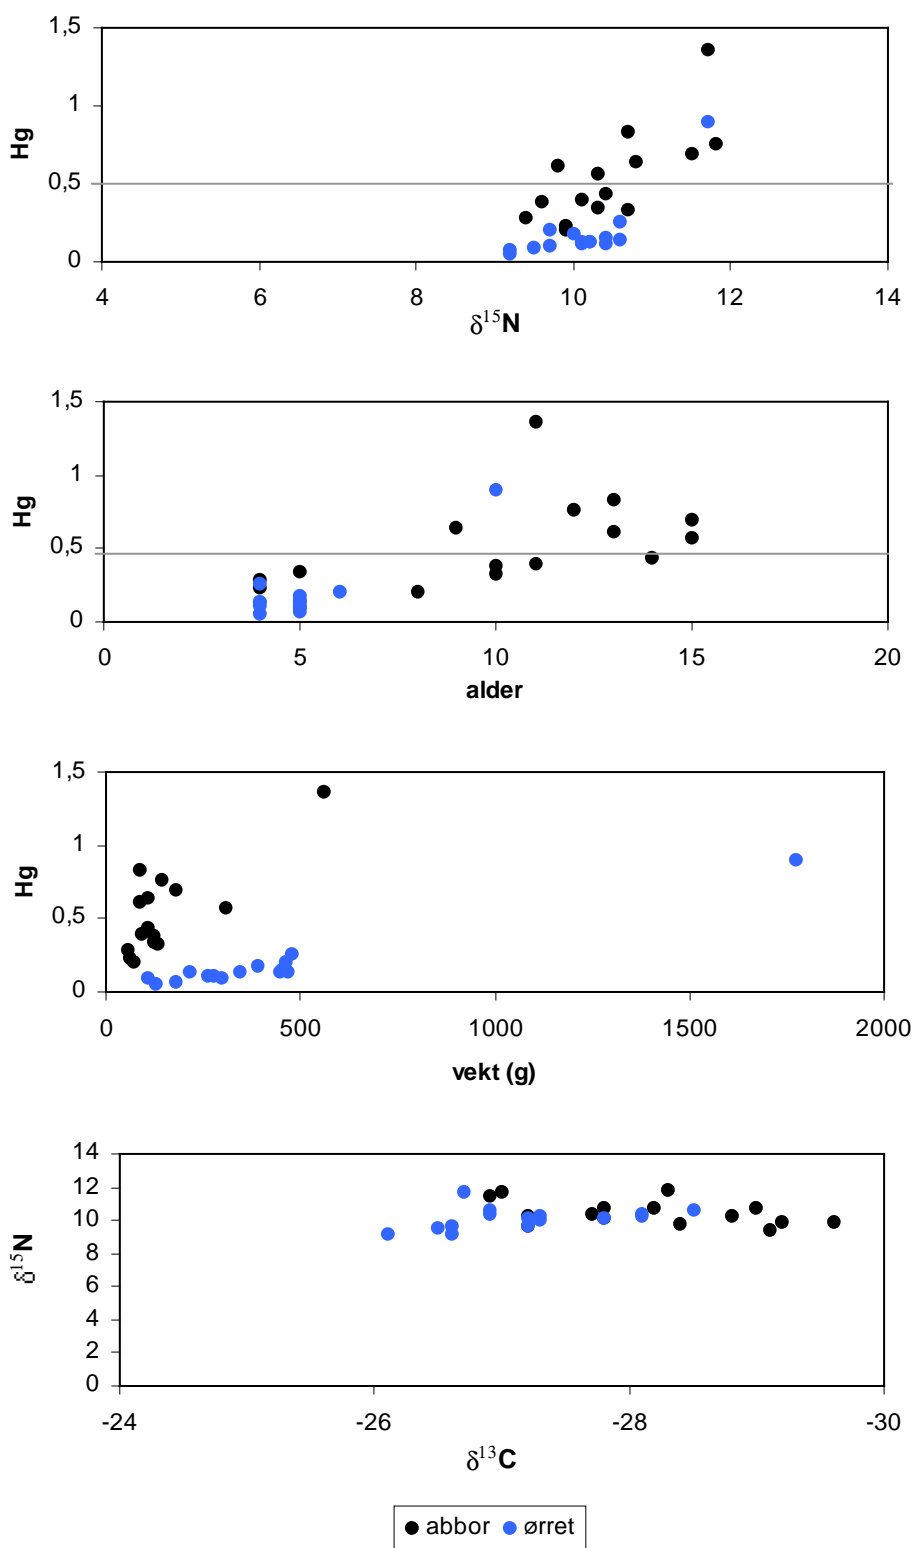 1,5
1
0,5
0
Hg
4 6 8 10 12 14
δ¹⁵N
1,5
1
0,5
0
Hg
0 5 10 15 20
alder
1,5
1
0,5
0
Hg
0 500 1000 1500 2000
vekt (g)
14
12
10
8
6
4
2
0
δ¹⁵N
-24 -26 -28 -30
δ¹³C
abbor ørret